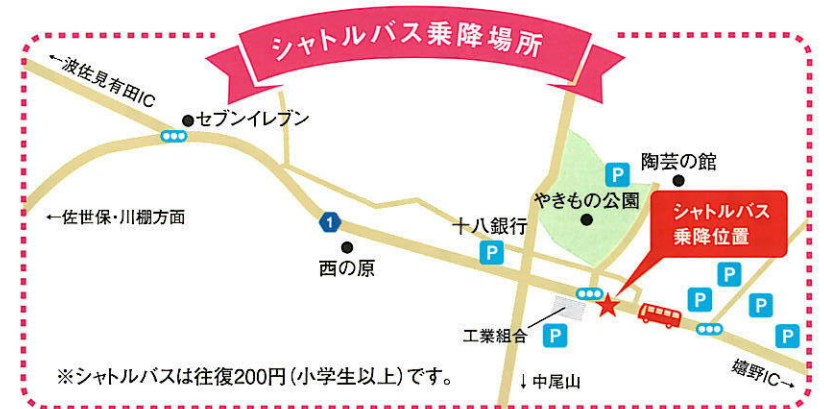 シャトルバス乗降場所
←波佐見有田IC
セブンイレブン
←佐世保・川棚方面
1
西の原
十八銀行
P
P
陶芸の館
やきもの公園
シャトルバス
乗降位置
P
P
P
P
工業組合
P
嬉野IC→
↓中尾山
※シャトルバスは往復200円(小学生以上)です。